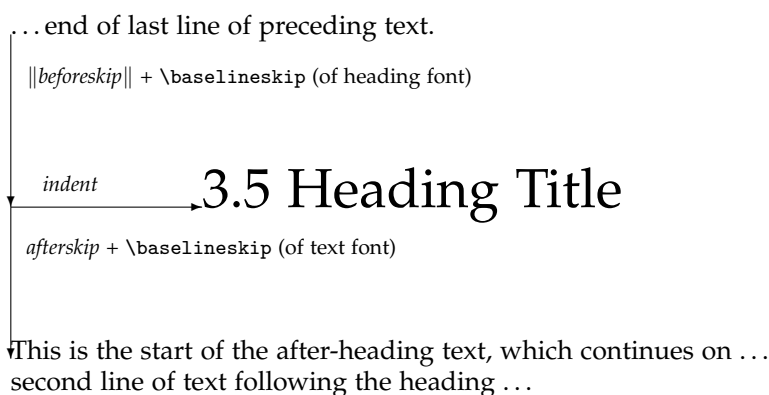 ... end of last line of preceding text.
‖beforeskip‖ + \baselineskip (of heading font)
indent
3.5 Heading Title
afterskip + \baselineskip (of text font)
This is the start of the after-heading text, which continues on ...
second line of text following the heading ...